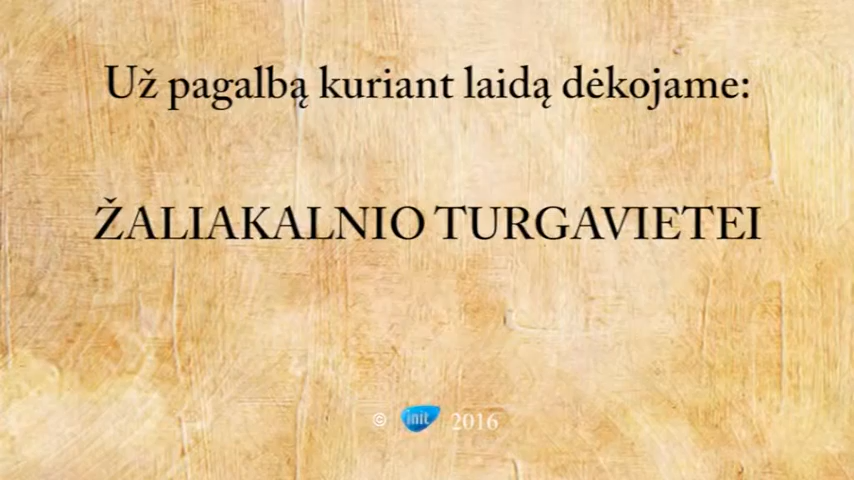 Už pagalbą kuriant laidą dėkojame:
ŽALIAKALNIO TURGAVIETEI
© init 2016